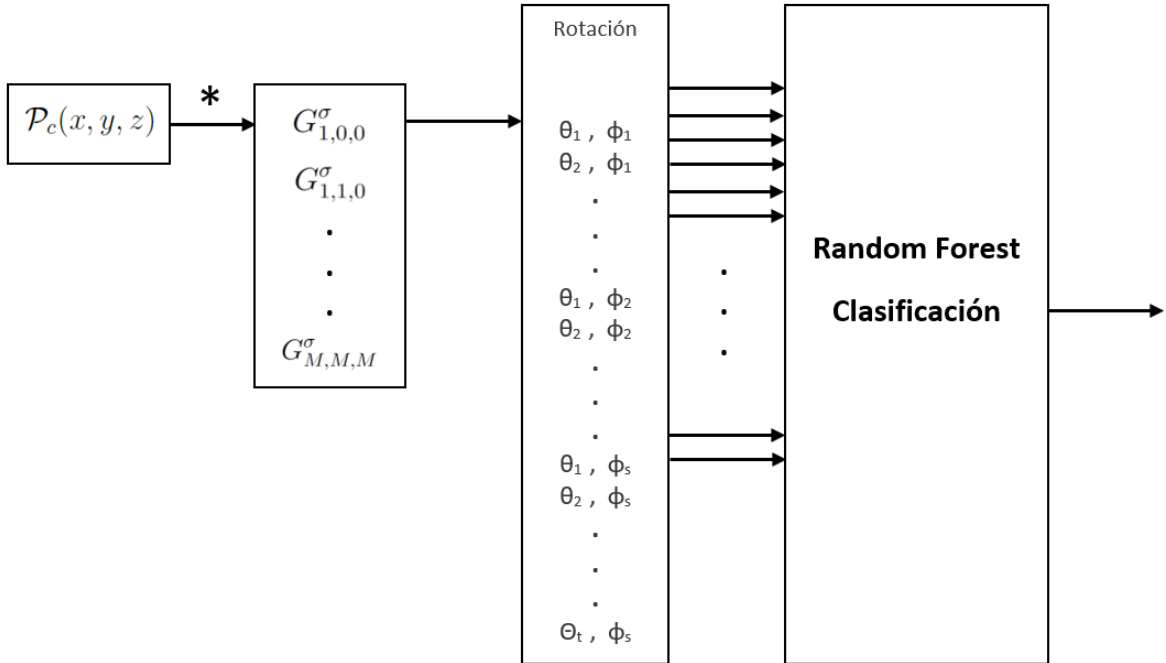 𝒫c(x, y, z)
*
G^σ_{1,0,0}
G^σ_{1,1,0}
.
.
.
G^σ_{M,M,M}
Rotación
θ₁ , ϕ₁
θ₂ , ϕ₁
.
.
.
θ₁ , ϕ₂
θ₂ , ϕ₂
.
.
.
θ₁ , ϕₛ
θ₂ , ϕₛ
.
.
.
Θₜ , ϕₛ
.
.
.
Random Forest
Clasificación